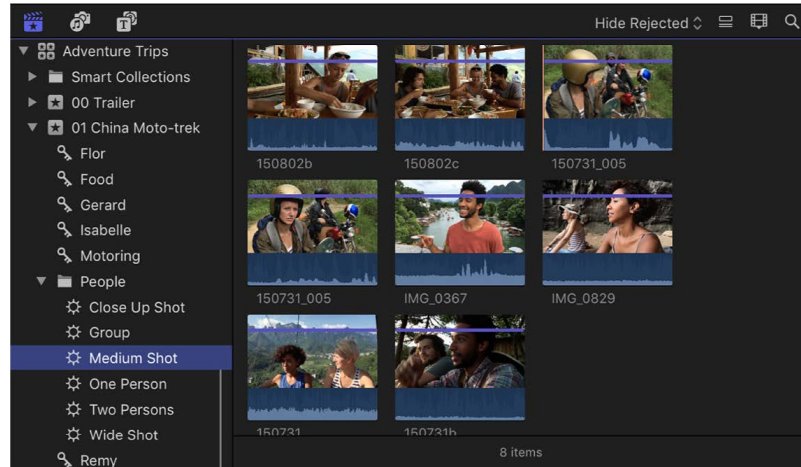 Hide Rejected
Adventure Trips
Smart Collections
00 Trailer
01 China Moto-trek
Flor
Food
Gerard
Isabelle
Motoring
People
Close Up Shot
Group
Medium Shot
One Person
Two Persons
Wide Shot
Remy
150802b
150802c
150731_005
150731_005
IMG_0367
IMG_0829
150731
150731b
8 items